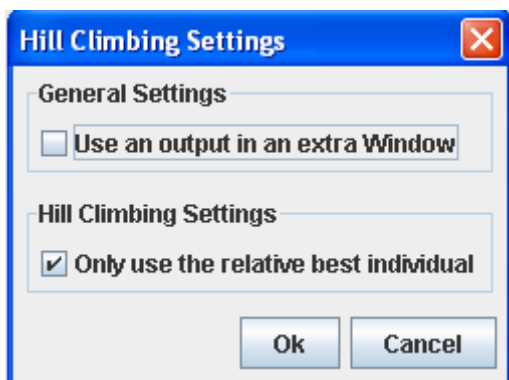 Hill Climbing Settings
General Settings
Use an output in an extra Window
Hill Climbing Settings
Only use the relative best individual
Ok Cancel